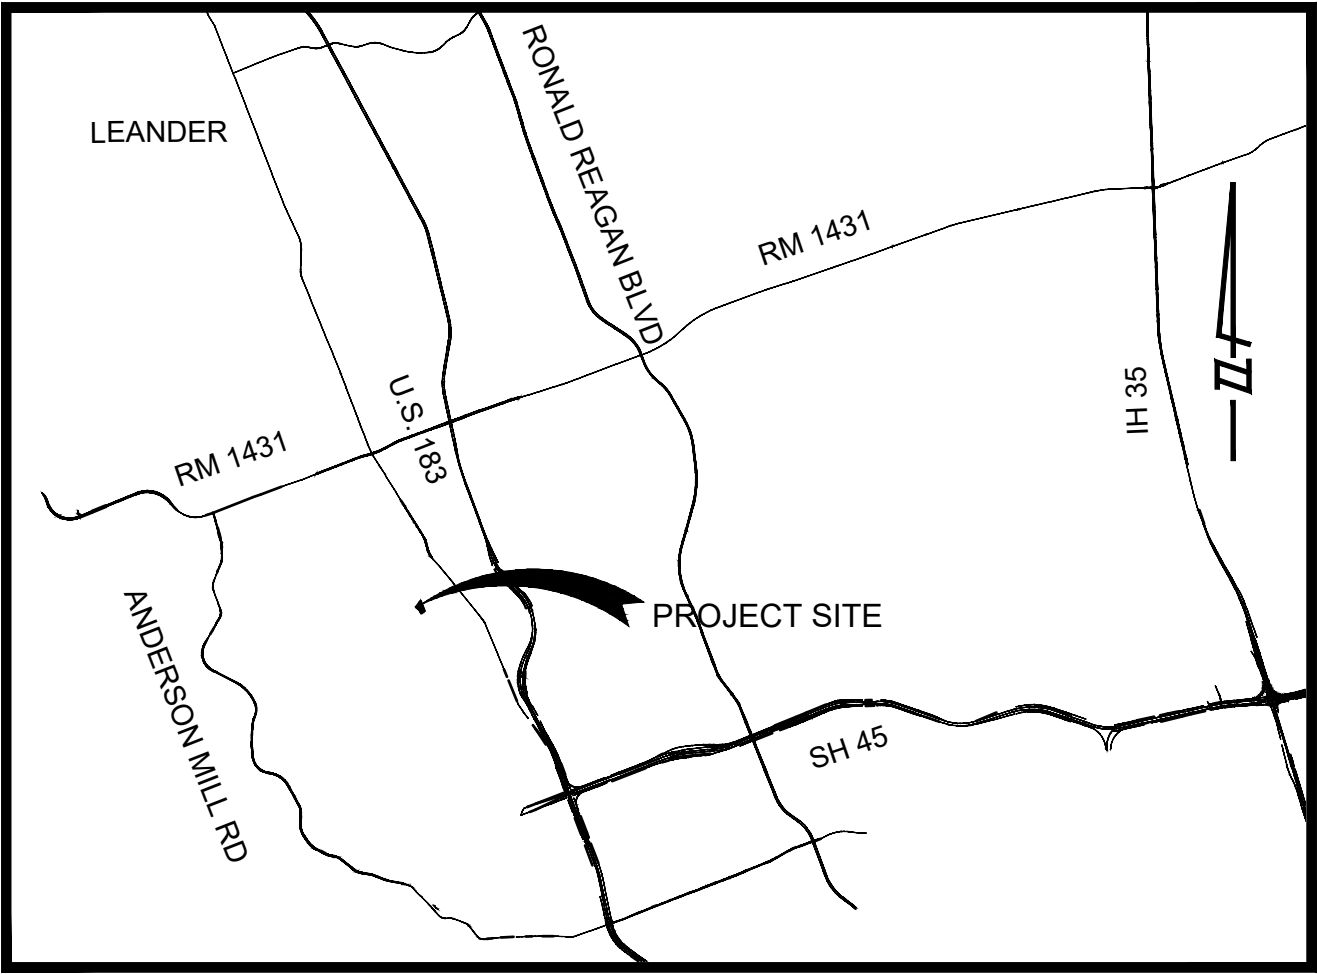 LEANDER
RONALD REAGAN BLVD
RM 1431
U.S. 183
IH 35
RM 1431
PROJECT SITE
ANDERSON MILL RD
SH 45
N